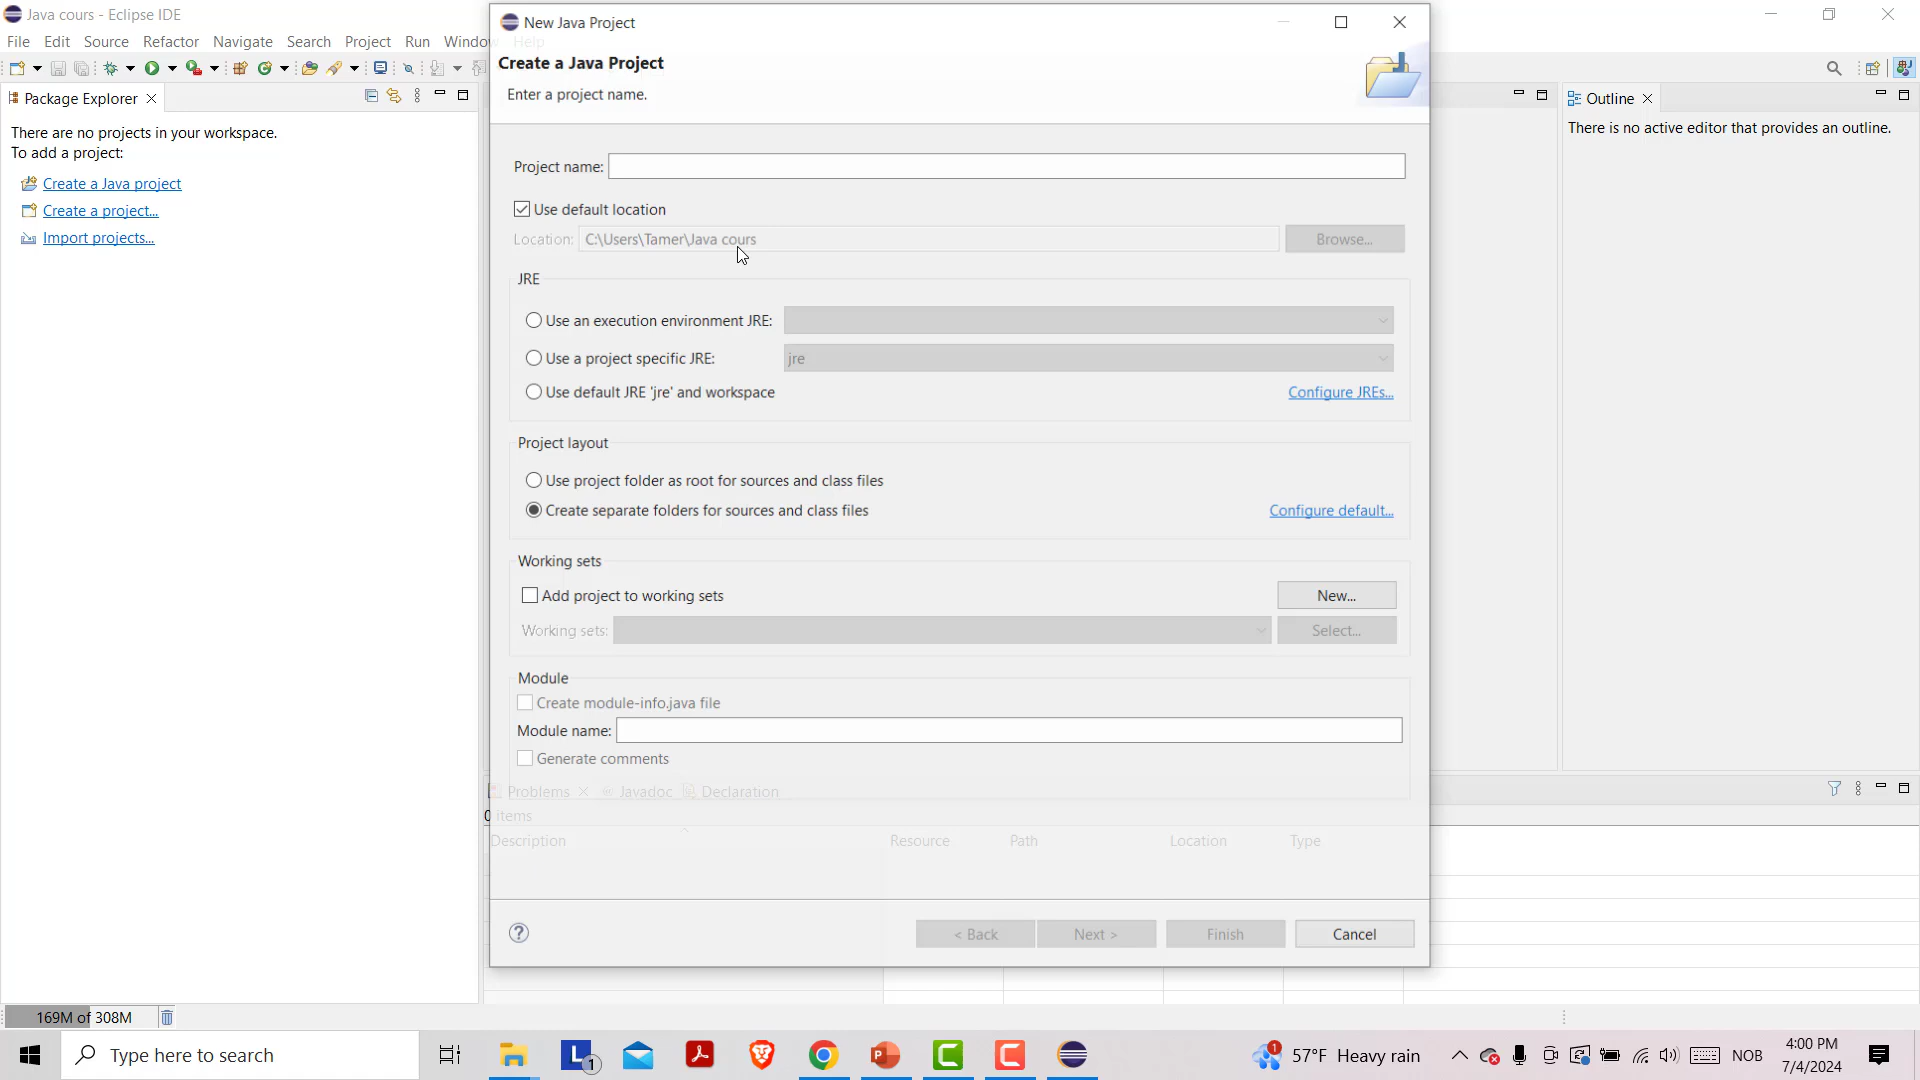 Java cours - Eclipse IDE
File Edit Source Refactor Navigate Search Project Run Window Help
Package Explorer
There are no projects in your workspace.
To add a project:
Create a Java project
Create a project...
Import projects...
169M of 308M
New Java Project
Create a Java Project
Enter a project name.
Project name:
Use default location
Location: C:\Users\Tamer\Java cours Browse...
JRE
Use an execution environment JRE:
Use a project specific JRE: jre
Use default JRE 'jre' and workspace Configure JREs...
Project layout
Use project folder as root for sources and class files
Create separate folders for sources and class files Configure default...
Working sets
Add project to working sets New...
Working sets: Select...
Module
Create module-info.java file
Module name:
Generate comments
Problems Javadoc Declaration
0 items
Description Resource Path Location Type
< Back Next > Finish Cancel
Outline
There is no active editor that provides an outline.
Type here to search
L 1
1 57°F Heavy rain
NOB
4:00 PM
7/4/2024